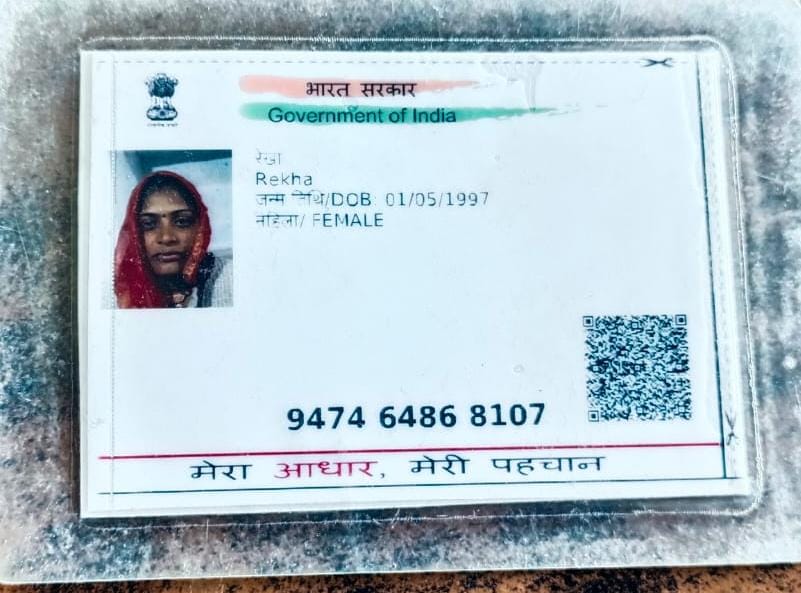 भारत सरकार
Government of India
रेखा
Rekha
जन्म तिथि/DOB: 01/05/1997
महिला/ FEMALE
9474 6486 8107
मेरा आधार, मेरी पहचान